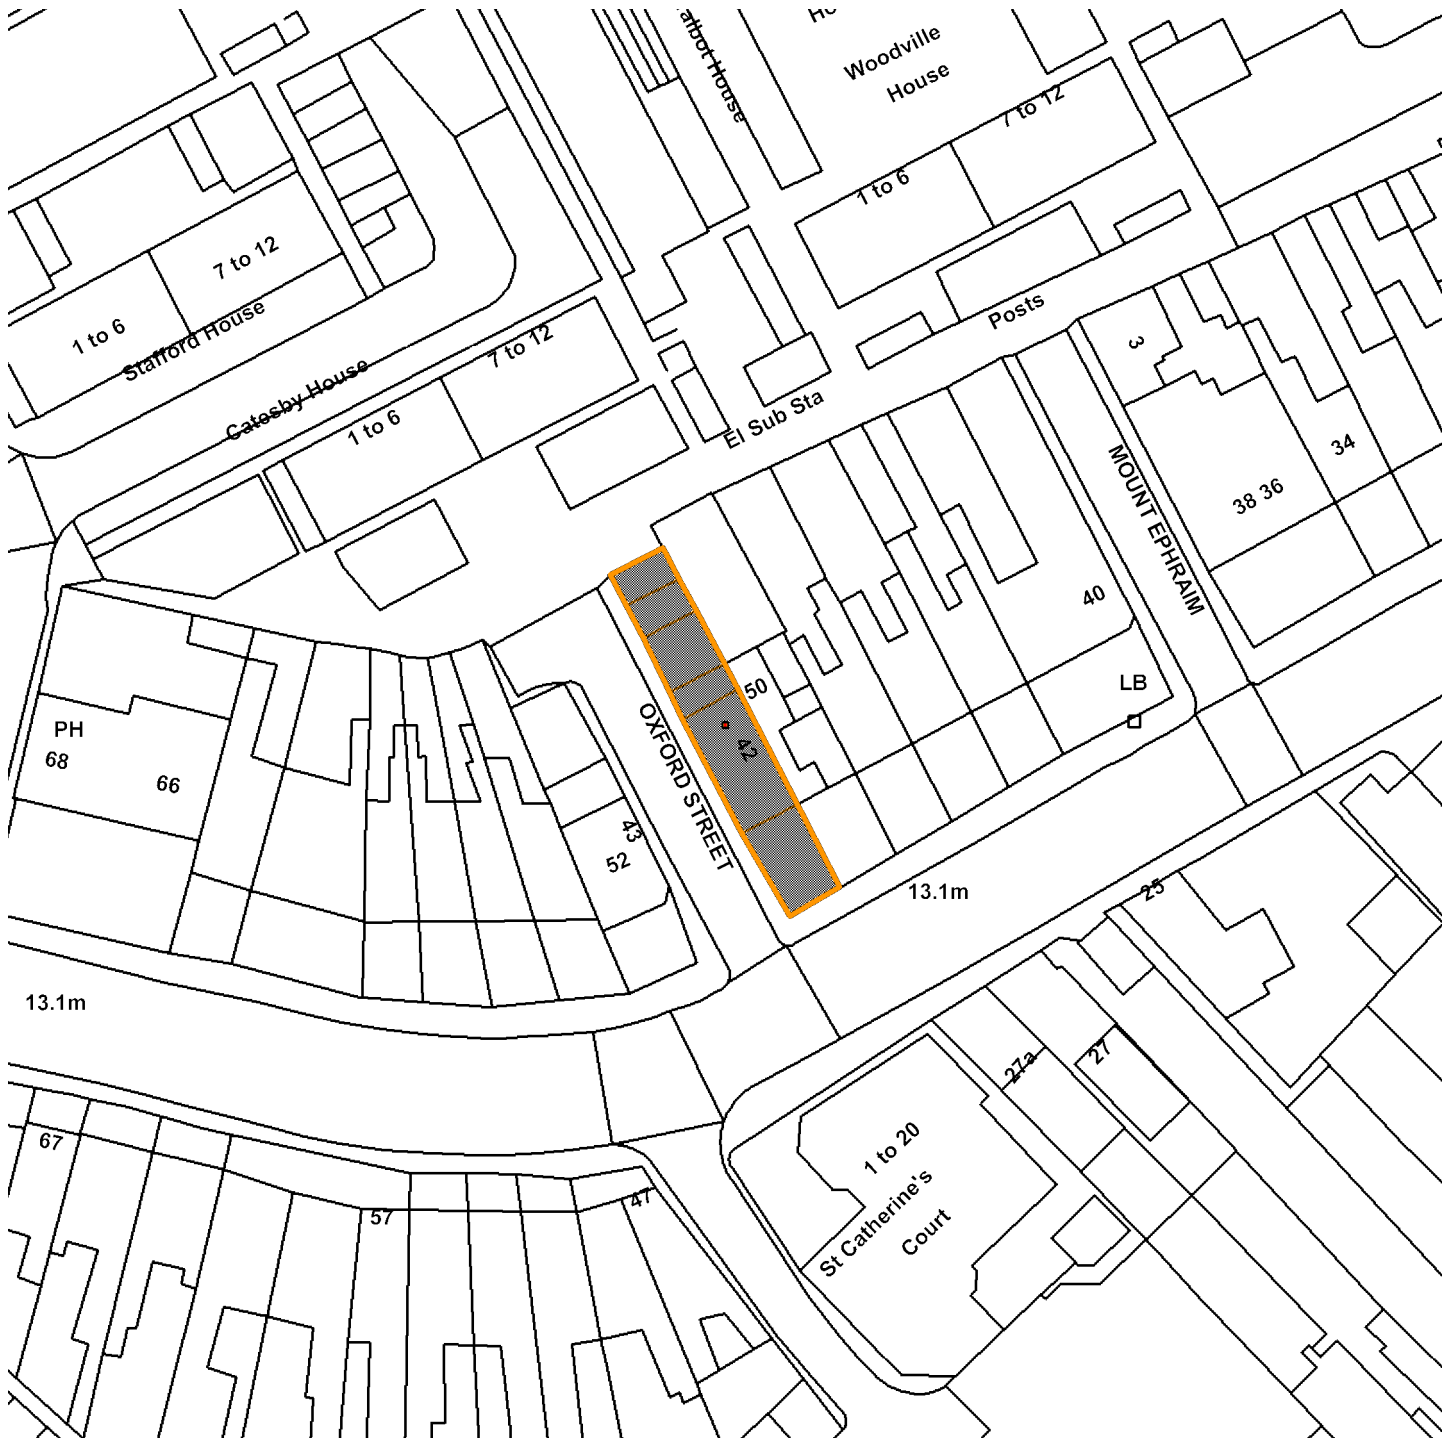 Woodville
House
7 to 12
1 to 6
7 to 12
1 to 6
Stafford House
Posts
3
7 to 12
Catesby House
1 to 6
El Sub Sta
34
38 36
MOUNT EPHRAIM
40
LB
50
OXFORD STREET
42
PH
68
66
43
52
13.1m
25
13.1m
27a
27
67
1 to 20
St Catherine's
Court
57
47